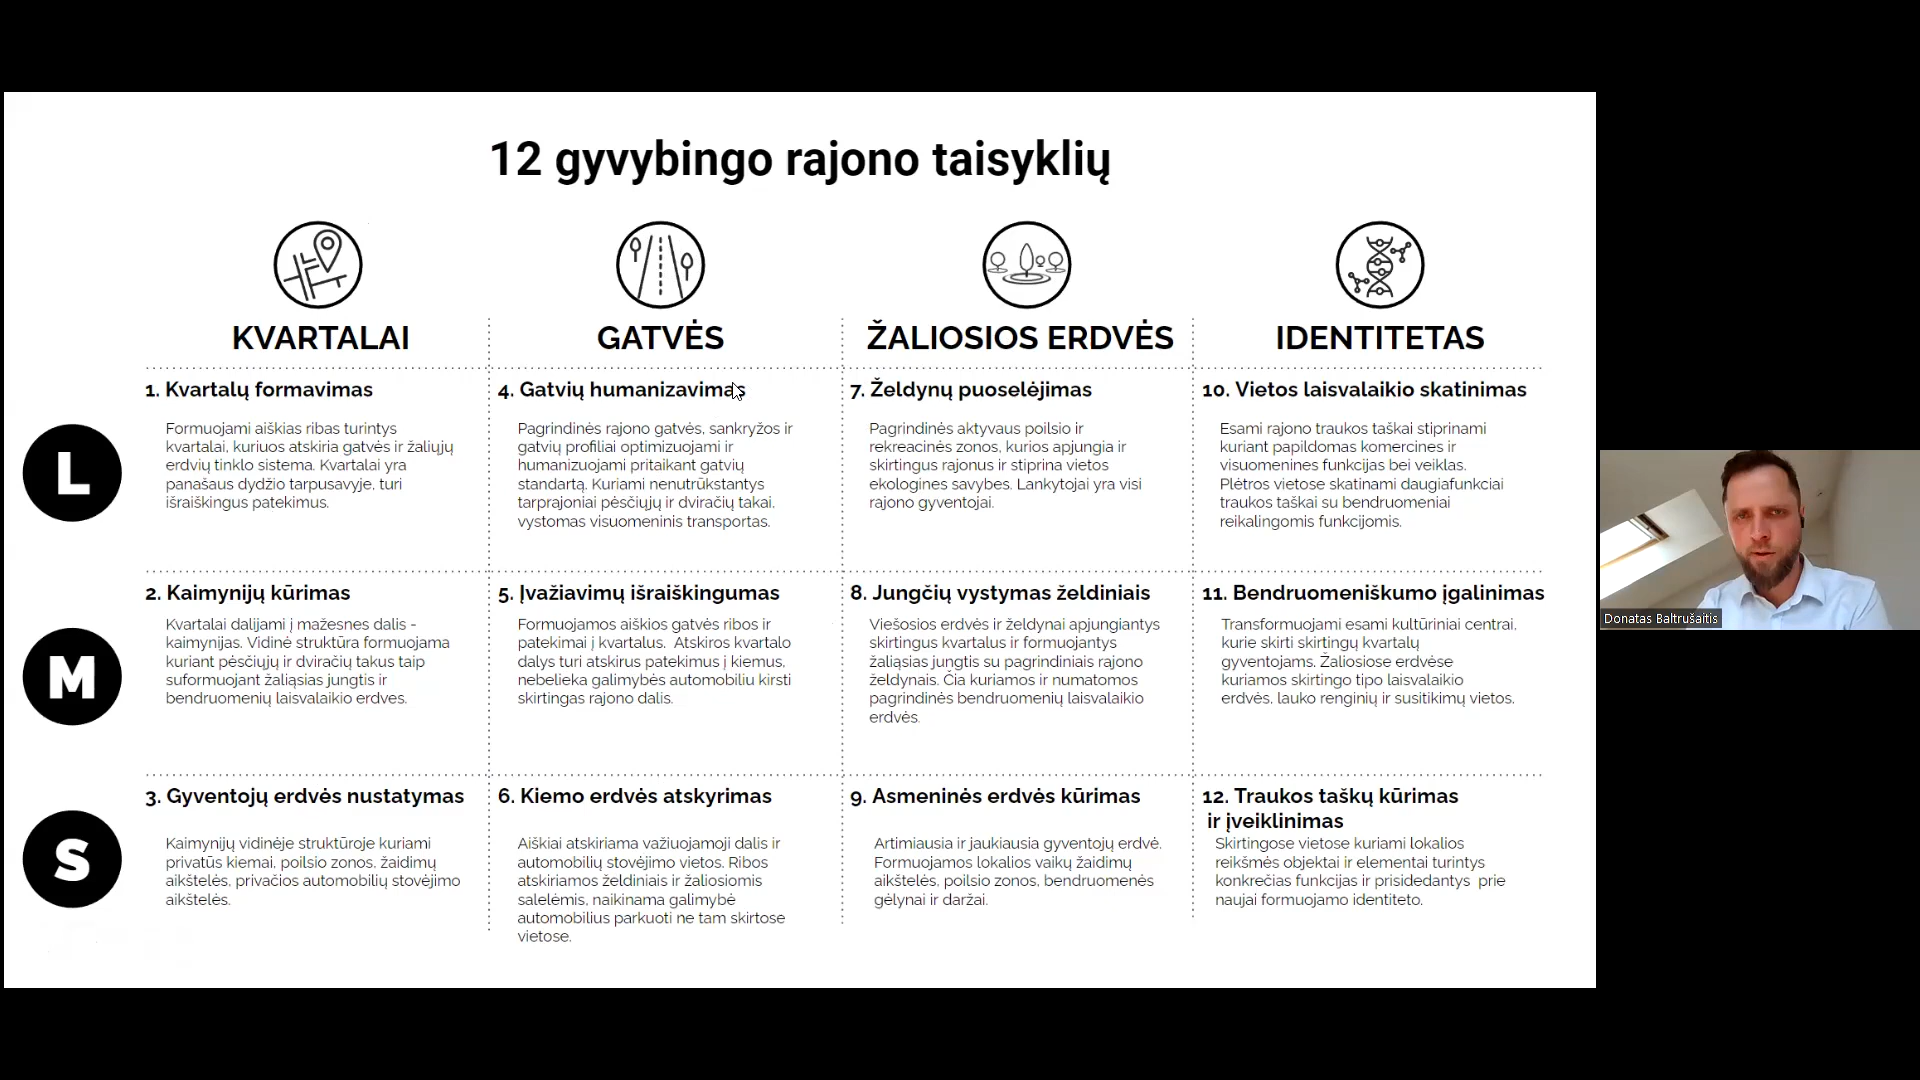 12 gyvybingo rajono taisyklių
KVARTALAI
GATVĖS
ŽALIOSIOS ERDVĖS
IDENTITETAS
L
1. Kvartalų formavimas
Formuojami aiškias ribas turintys
kvartalai, kuriuos atskiria gatvės ir žaliųjų
erdvių tinklo sistema. Kvartalai yra
panašaus dydžio tarpusavyje, turi
išraiškingus patekimus.
4. Gatvių humanizavimas
Pagrindinės rajono gatvės, sankryžos ir
gatvių profiliai optimizuojami ir
humanizuojami pritaikant gatvių
standartą. Kuriami nenutrūkstantys
tarprajoniai pėsčiųjų ir dviračių takai,
vystomas visuomeninis transportas.
7. Želdynų puoselėjimas
Pagrindinės aktyvaus poilsio ir
rekreacinės zonos, kurios apjungia ir
skirtingus rajonus ir stiprina vietos
ekologines savybes. Lankytojai yra visi
rajono gyventojai.
10. Vietos laisvalaikio skatinimas
Esami rajono traukos taškai stiprinami
kuriant papildomas komercines ir
visuomenines funkcijas bei veiklas.
Plėtros vietose skatinami daugiafunkciai
traukos taškai su bendruomeniai
reikalingomis funkcijomis.
M
2. Kaimynijų kūrimas
Kvartalai dalijami į mažesnes dalis -
kaimynijas. Vidinė struktūra formuojama
kuriant pėsčiųjų ir dviračių takus taip
suformuojant žaliąsias jungtis ir
bendruomenių laisvalaikio erdves.
5. Įvažiavimų išraiškingumas
Formuojamos aiškios gatvės ribos ir
patekimai į kvartalus. Atskiros kvartalo
dalys turi atskirus patekimus į kiemus,
nebelieka galimybės automobiliu kirsti
skirtingas rajono dalis.
8. Jungčių vystymas želdiniais
Viešosios erdvės ir želdynai apjungiantys
skirtingus kvartalus ir formuojantys
žaliąsias jungtis su pagrindiniais rajono
želdynais. Čia kuriamos ir numatomos
pagrindinės bendruomenių laisvalaikio
erdvės.
11. Bendruomeniškumo įgalinimas
Transformuojami esami kultūriniai centrai,
kurie skirti skirtingų kvartalų
gyventojams. Žaliosiose erdvėse
kuriamos skirtingo tipo laisvalaikio
erdvės, lauko renginių ir susitikimų vietos.
S
3. Gyventojų erdvės nustatymas
Kaimynijų vidinėje struktūroje kuriami
privatūs kiemai, poilsio zonos, žaidimų
aikštelės, privačios automobilių stovėjimo
aikštelės.
6. Kiemo erdvės atskyrimas
Aiškiai atskiriama važiuojamoji dalis ir
automobilių stovėjimo vietos. Ribos
atskiriamos želdiniais ir žaliosiomis
salelėmis, naikinama galimybė
automobilius parkuoti ne tam skirtose
vietose.
9. Asmeninės erdvės kūrimas
Artimiausia ir jaukiausia gyventojų erdvė.
Formuojamos lokalios vaikų žaidimų
aikštelės, poilsio zonos, bendruomenės
gėlynai ir daržai.
12. Traukos taškų kūrimas
ir įveiklinimas
Skirtingose vietose kuriami lokalios
reikšmės objektai ir elementai turintys
konkrečias funkcijas ir prisidedantys prie
naujai formuojamo identiteto.
Donatas Baltrušaitis